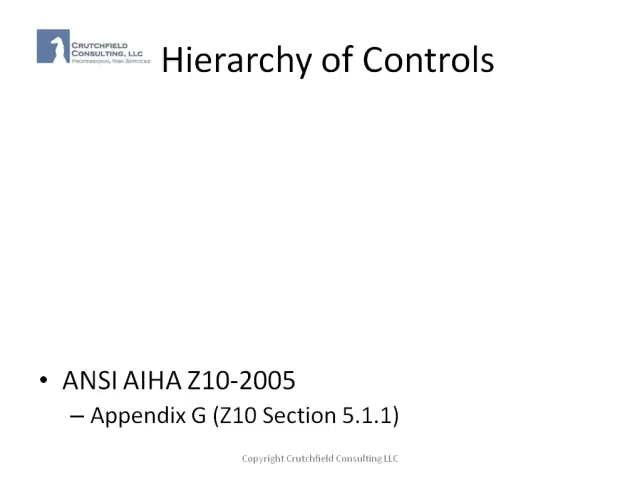 CRUTCHFIELD
CONSULTING, LLC
PROFESSIONAL RISK SERVICES
Hierarchy of Controls
• ANSI AIHA Z10-2005
– Appendix G (Z10 Section 5.1.1)
Copyright Crutchfield Consulting LLC